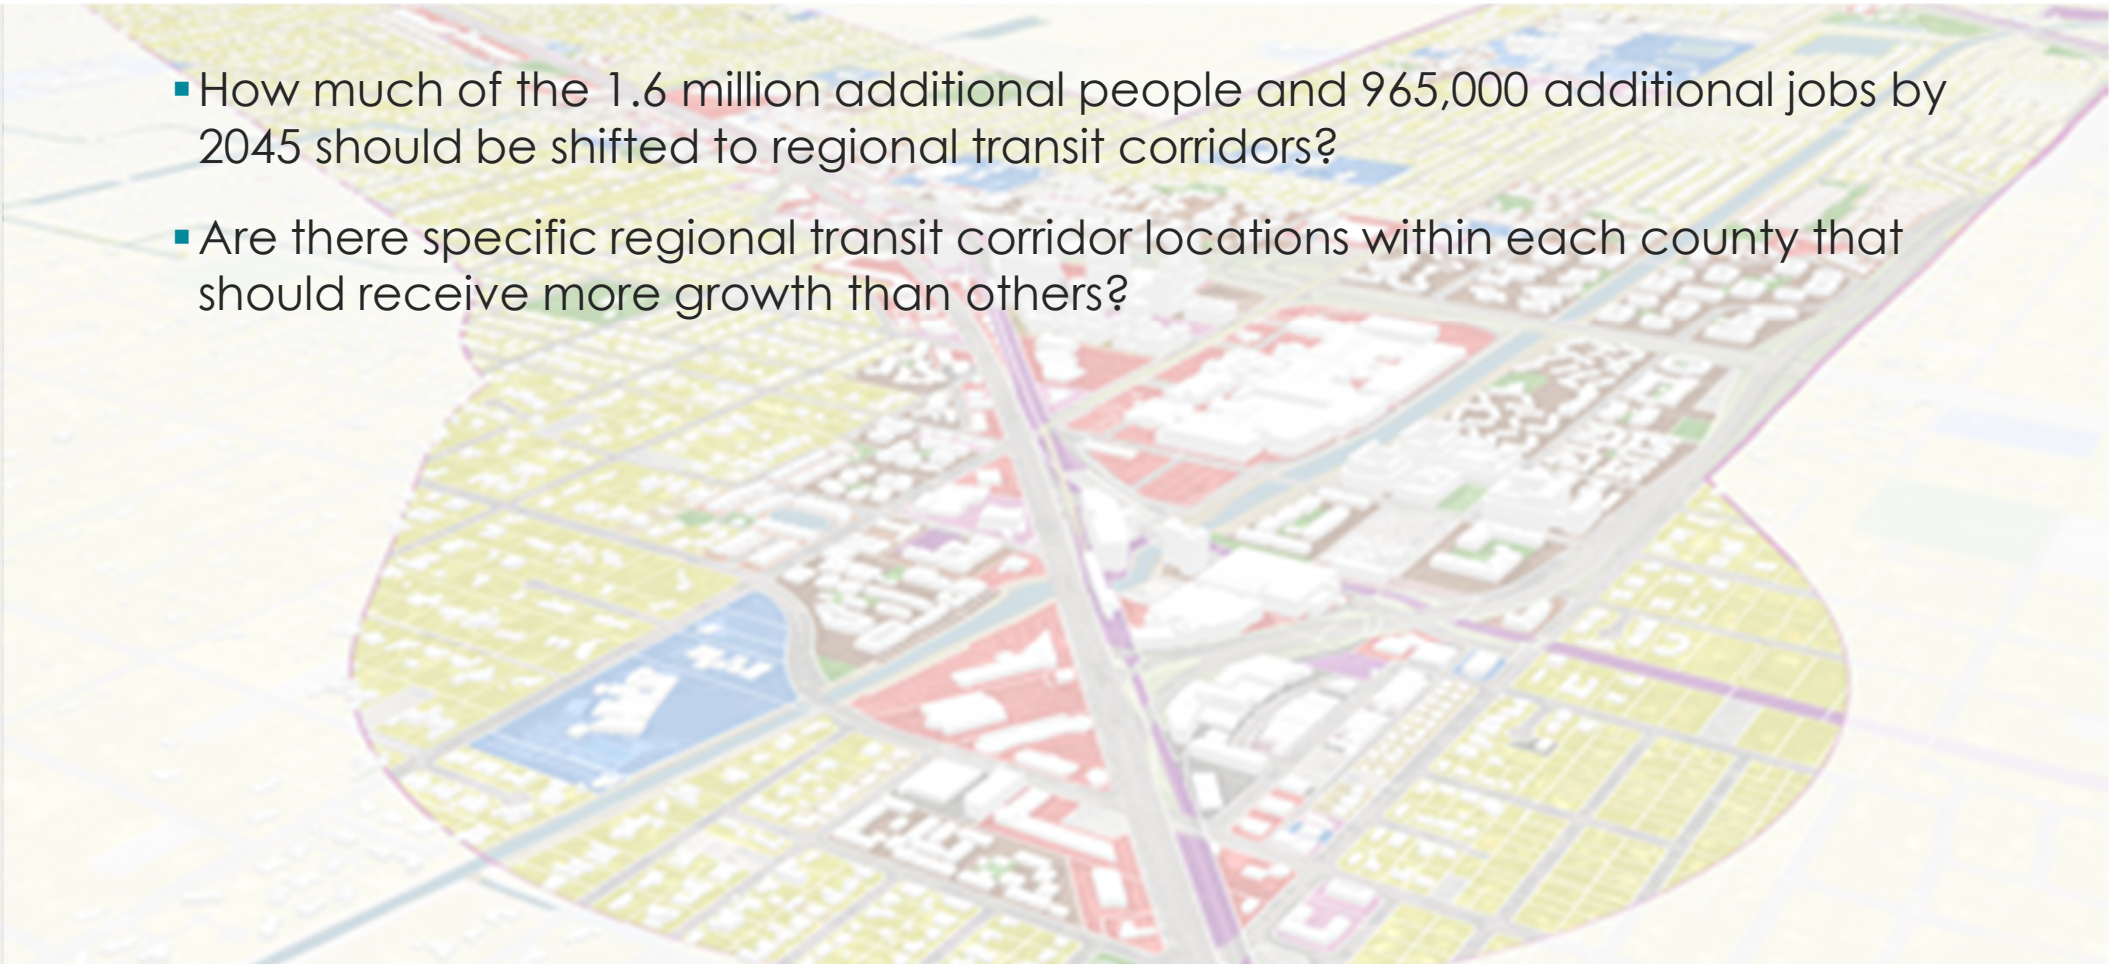 ▪ How much of the 1.6 million additional people and 965,000 additional jobs by
2045 should be shifted to regional transit corridors?
▪ Are there specific regional transit corridor locations within each county that
should receive more growth than others?